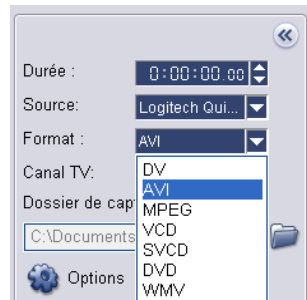 Durée : 0:00:00.00
Source: Logitech Qui...
Format : AVI
Canal TV: DV
AVI
Dossier de cap MPEG
C:\Documents VCD
SVCD
Options DVD
WMV